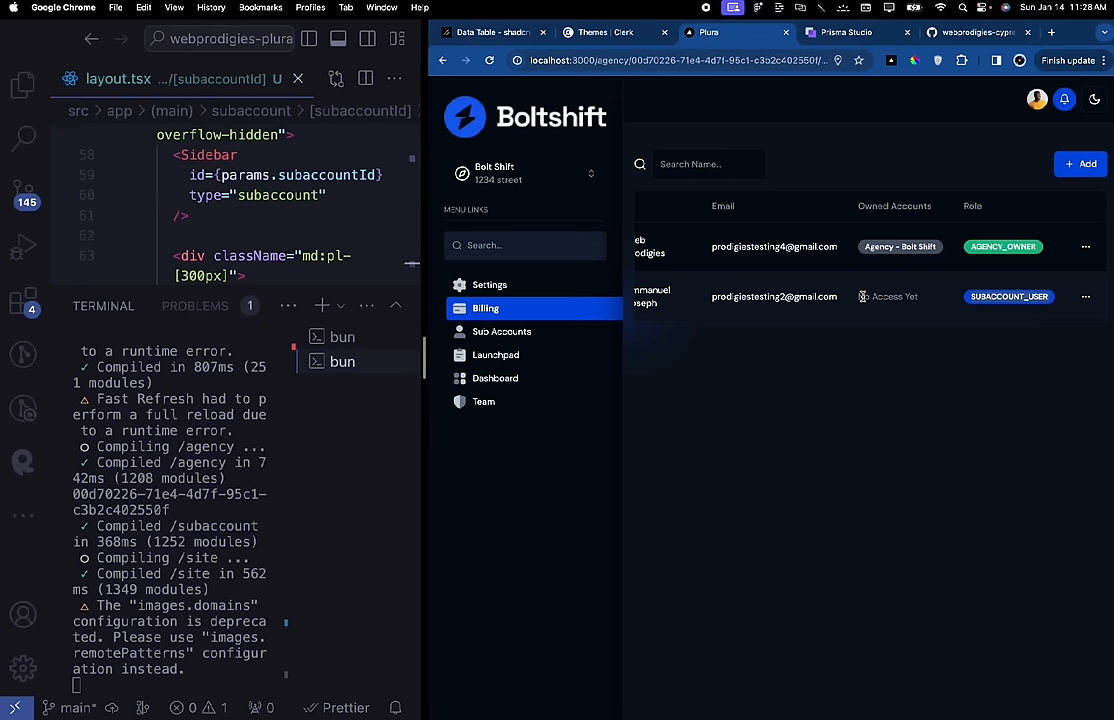 Google Chrome File Edit View History Bookmarks Profiles Tab Window Help
Sun Jan 14 11:28 AM
webprodigies-plura
layout.tsx .../[subaccountId] U
src > app > (main) > subaccount > [subaccountId]
overflow-hidden">
58 <Sidebar
59 id={params.subaccountId}
60 type="subaccount"
61 />
62
63 <div className="md:pl-
[300px]">
145
4
TERMINAL PROBLEMS 1
bun
bun
to a runtime error.
✓ Compiled in 807ms (25
1 modules)
⚠ Fast Refresh had to p
erform a full reload due
to a runtime error.
○ Compiling /agency ...
✓ Compiled /agency in 7
42ms (1208 modules)
00d70226-71e4-4d7f-95c1-
c3b2c402550f
✓ Compiled /subaccount
in 368ms (1252 modules)
○ Compiling /site ...
✓ Compiled /site in 562
ms (1349 modules)
⚠ The "images.domains"
configuration is depreca
ted. Please use "images.
remotePatterns" configur
ation instead.
main* 0 1 0 Prettier
Data Table - shadcn
Themes | Clerk
Plura
Prisma Studio
webprodigies-cypre
localhost:3000/agency/00d70226-71e4-4d7f-95c1-c3b2c402550f/...
Finish update
Boltshift
Bolt Shift
1234 street
MENU LINKS
Search...
Settings
Billing
Sub Accounts
Launchpad
Dashboard
Team
Search Name..
+ Add
Email Owned Accounts Role
eb
rodigies
prodigiestesting4@gmail.com Agency - Bolt Shift AGENCY_OWNER ...
mmanuel
oseph
prodigiestesting2@gmail.com No Access Yet SUBACCOUNT_USER ...